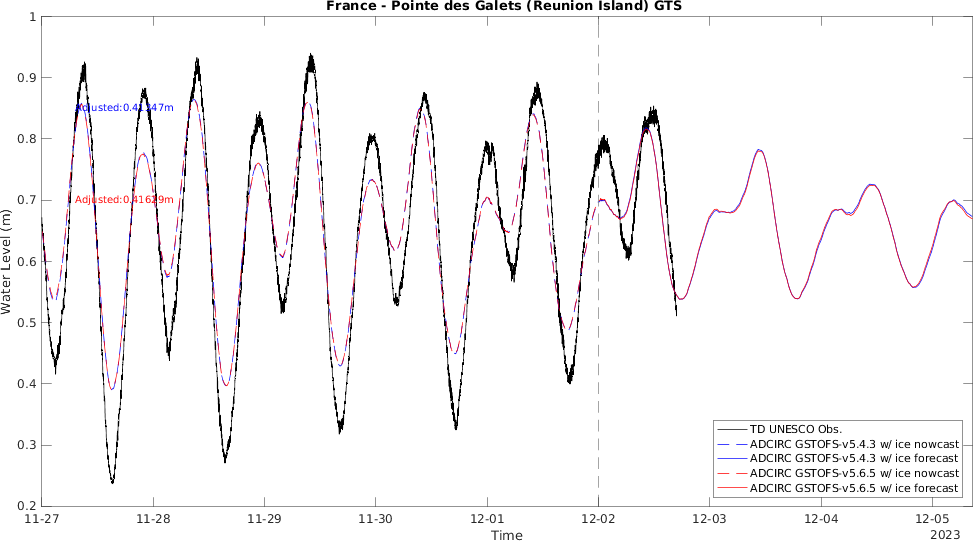 France - Pointe des Galets (Reunion Island) GTS
1
0.9
0.8
0.7
0.6
0.5
0.4
0.3
0.2
Water Level (m)
Adjusted:0.41347m
Adjusted:0.41629m
TD UNESCO Obs.
ADCIRC GSTOFS-v5.4.3 w/ ice nowcast
ADCIRC GSTOFS-v5.4.3 w/ ice forecast
ADCIRC GSTOFS-v5.6.5 w/ ice nowcast
ADCIRC GSTOFS-v5.6.5 w/ ice forecast
11-27 11-28 11-29 11-30 12-01 12-02 12-03 12-04 12-05
Time
2023